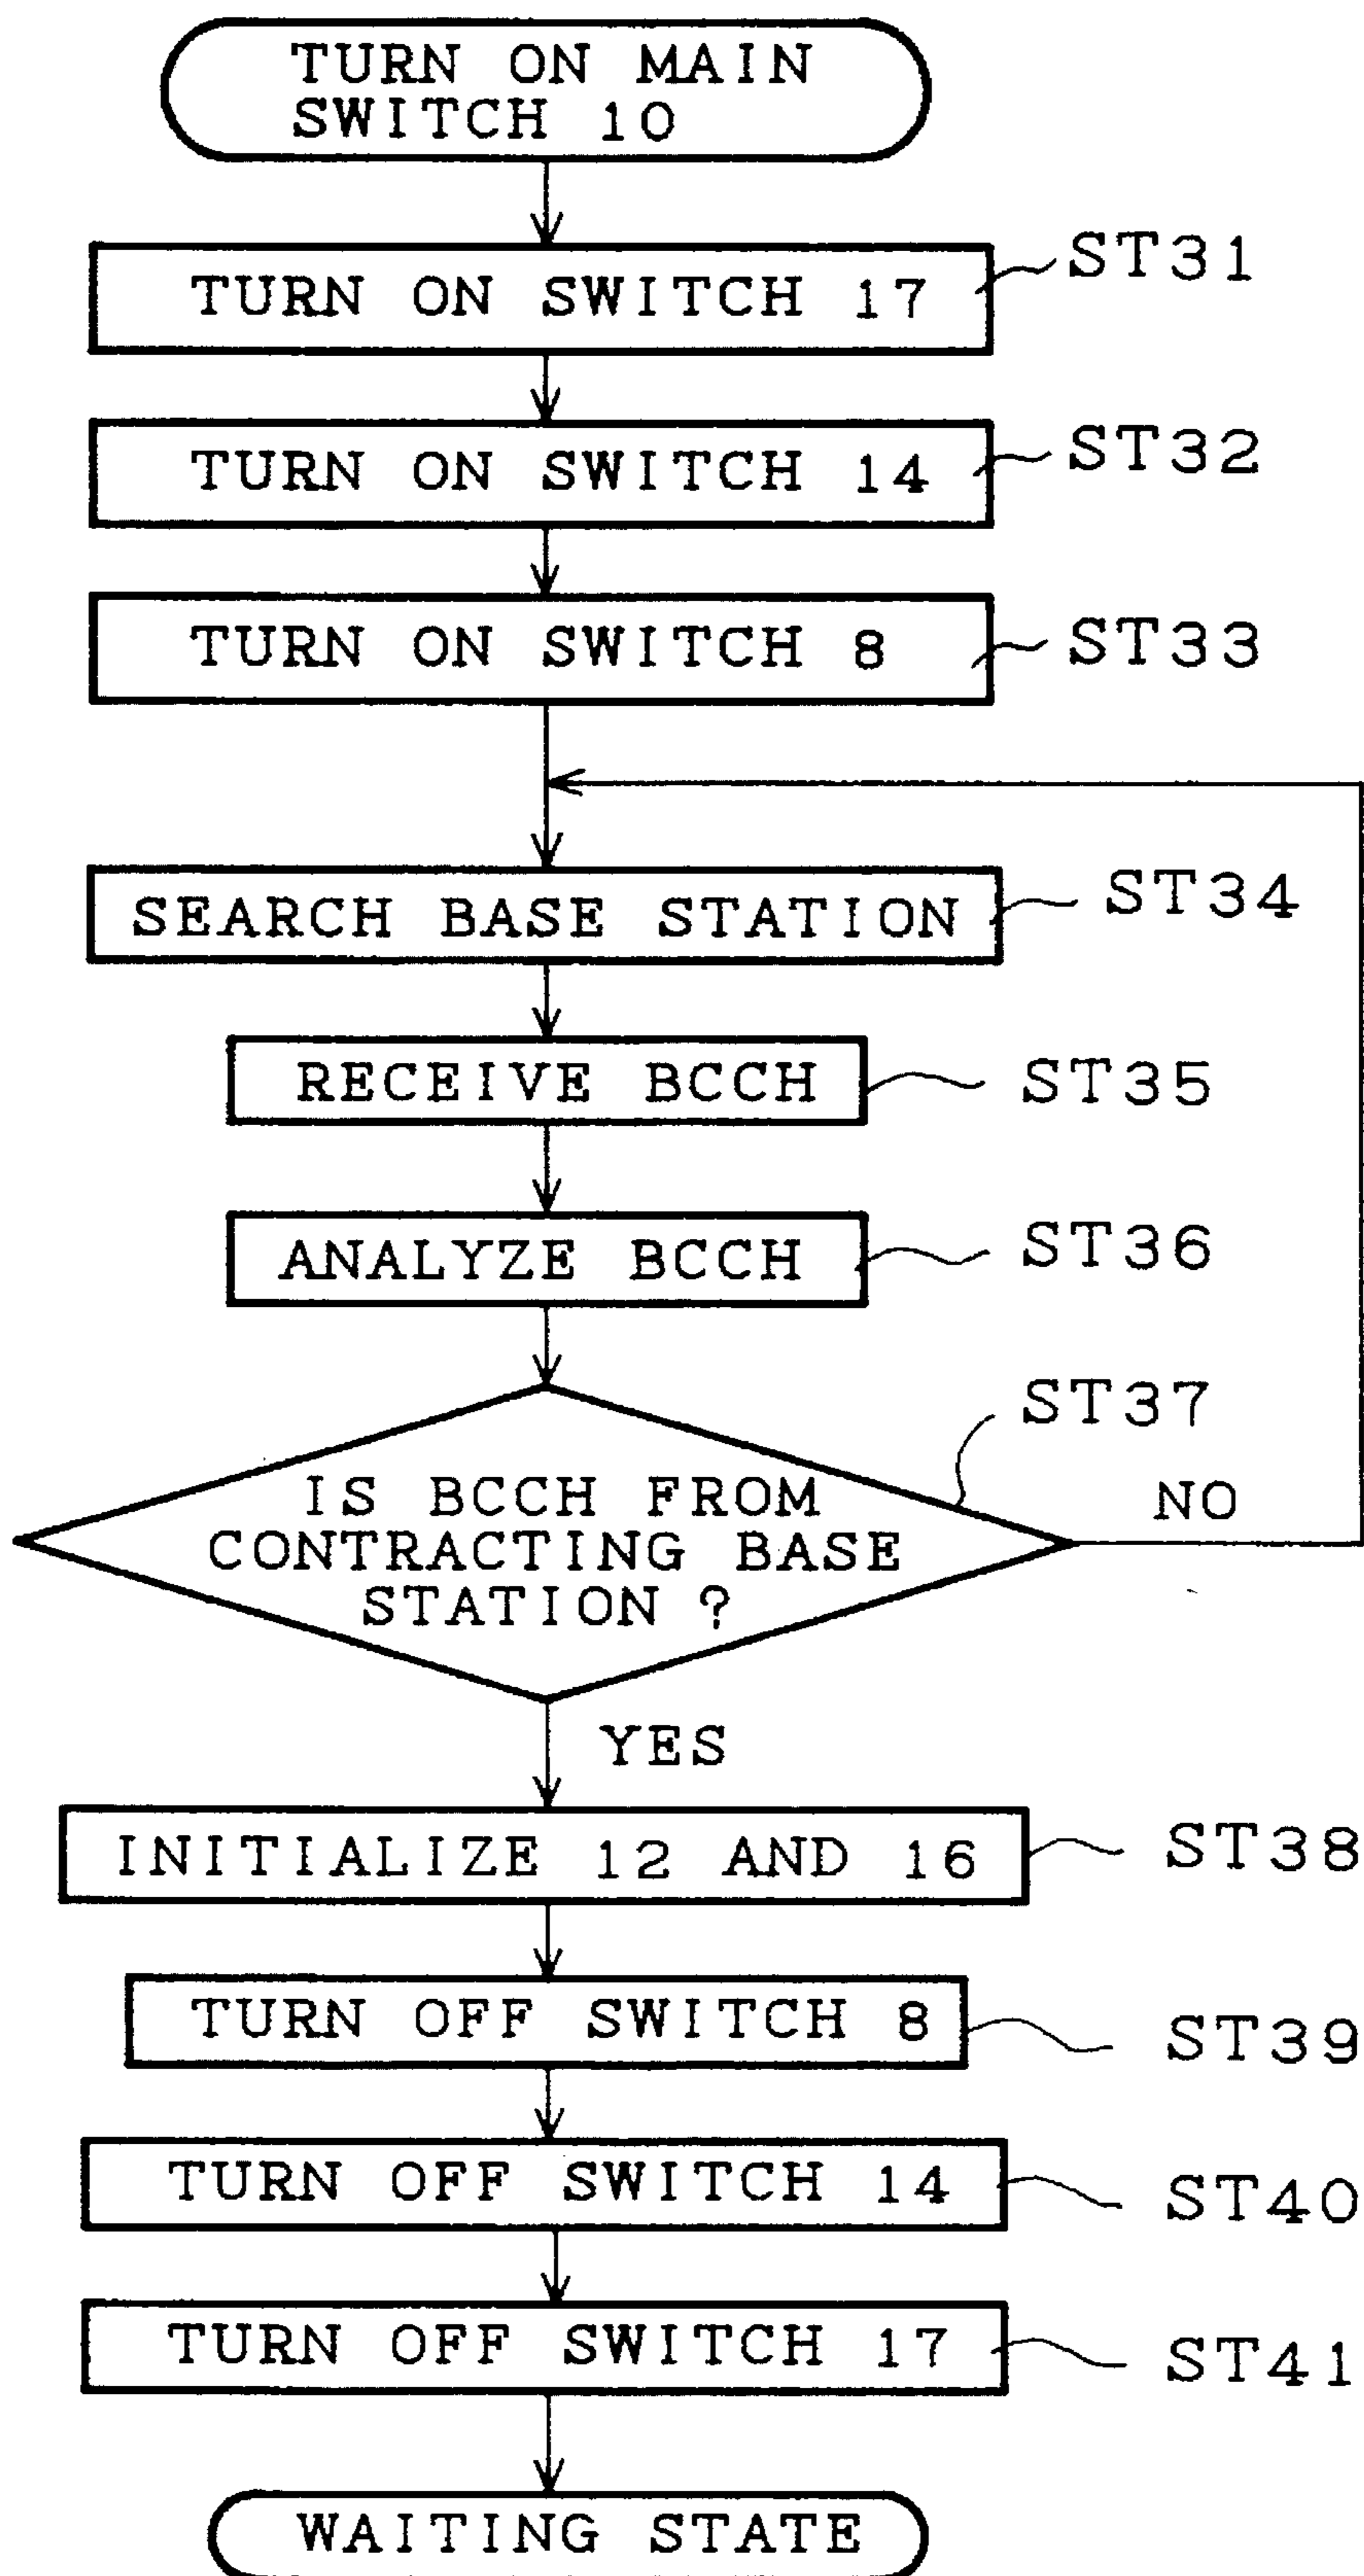 TURN ON MAIN
SWITCH 10
TURN ON SWITCH 17
ST31
TURN ON SWITCH 14
ST32
TURN ON SWITCH 8
ST33
SEARCH BASE STATION
ST34
RECEIVE BCCH
ST35
ANALYZE BCCH
ST36
ST37
IS BCCH FROM
CONTRACTING BASE
STATION ?
NO
YES
INITIALIZE 12 AND 16
ST38
TURN OFF SWITCH 8
ST39
TURN OFF SWITCH 14
ST40
TURN OFF SWITCH 17
ST41
WAITING STATE